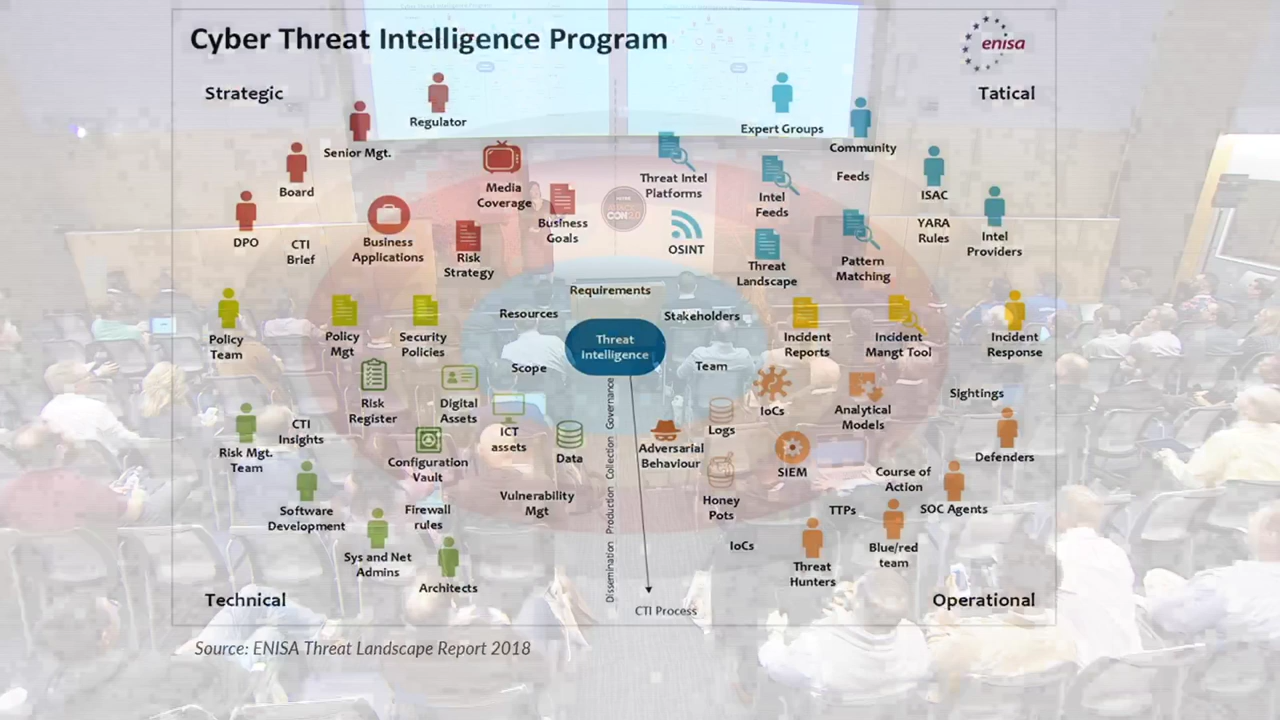 Cyber Threat Intelligence Program
enisa
Strategic
Tatical
Regulator
Expert Groups
Senior Mgt.
Community
Board
Media
Coverage
Threat Intel
Platforms
Feeds
ISAC
Intel
Feeds
DPO
CTI
Brief
Business
Applications
Business
Goals
CON2.0
OSINT
YARA
Rules
Intel
Providers
Risk
Strategy
Threat
Landscape
Pattern
Matching
Requirements
Resources
Stakeholders
Threat
Intelligence
Scope
Team
Policy
Team
Policy
Mgt
Security
Policies
Incident
Reports
Incident
Mangt Tool
Incident
Response
Risk
Register
Digital
Assets
ICT
assets
Data
Logs
IoCs
Analytical
Models
Sightings
Risk Mgt.
Team
CTI
Insights
Configuration
Vault
Adversarial
Behaviour
SIEM
Defenders
Course of
Action
Vulnerability
Mgt
Honey
Pots
TTPs
SOC Agents
Software
Development
Firewall
rules
IoCs
Blue/red
team
Sys and Net
Admins
Architects
Threat
Hunters
Dissemination Production Collection Governance
CTI Process
Technical
Operational
Source: ENISA Threat Landscape Report 2018